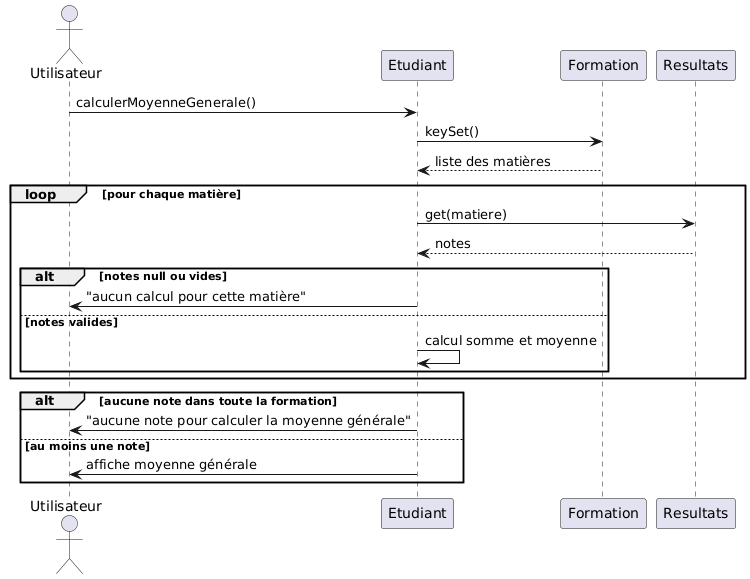 Utilisateur
Etudiant
Formation
Resultats
calculerMoyenneGenerale()
keySet()
liste des matières
loop
[pour chaque matière]
get(matiere)
notes
alt
[notes null ou vides]
"aucun calcul pour cette matière"
[notes valides]
calcul somme et moyenne
alt
[aucune note dans toute la formation]
"aucune note pour calculer la moyenne générale"
[au moins une note]
affiche moyenne générale
Utilisateur
Etudiant
Formation
Resultats